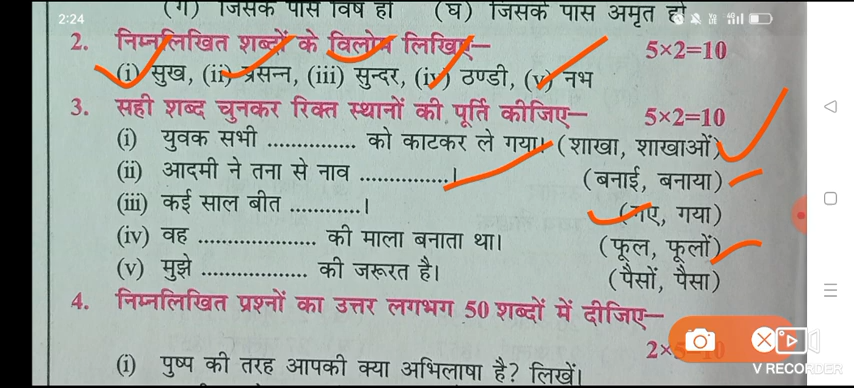 (ग) जिसके पास विष हो (घ) जिसके पास अमृत हो
2:24
2. निम्नलिखित शब्दों के विलोम लिखिए— 5×2=10
(i) सुख, (ii) प्रसन्न, (iii) सुन्दर, (iv) ठण्डी, (v) नभ
3. सही शब्द चुनकर रिक्त स्थानों की पूर्ति कीजिए— 5×2=10
(i) युवक सभी ................ को काटकर ले गया। (शाखा, शाखाओं)
(ii) आदमी ने तना से नाव ................। (बनाई, बनाया)
(iii) कई साल बीत ............। (गए, गया)
(iv) वह .................... की माला बनाता था। (फूल, फूलों)
(v) मुझे .................. की जरूरत है। (पैसों, पैसा)
4. निम्नलिखित प्रश्नों का उत्तर लगभग 50 शब्दों में दीजिए—
2×5=10
(i) पुष्प की तरह आपकी क्या अभिलाषा है? लिखें।
V RECORDER